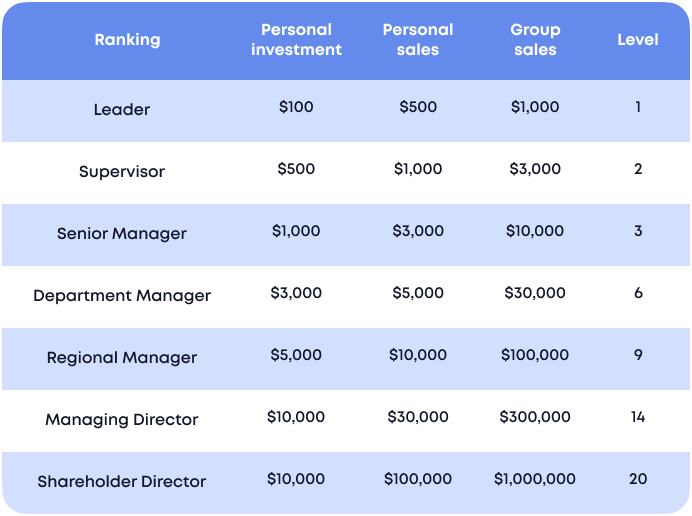 Ranking Personal investment Personal sales Group sales Level
Leader $100 $500 $1,000 1
Supervisor $500 $1,000 $3,000 2
Senior Manager $1,000 $3,000 $10,000 3
Department Manager $3,000 $5,000 $30,000 6
Regional Manager $5,000 $10,000 $100,000 9
Managing Director $10,000 $30,000 $300,000 14
Shareholder Director $10,000 $100,000 $1,000,000 20